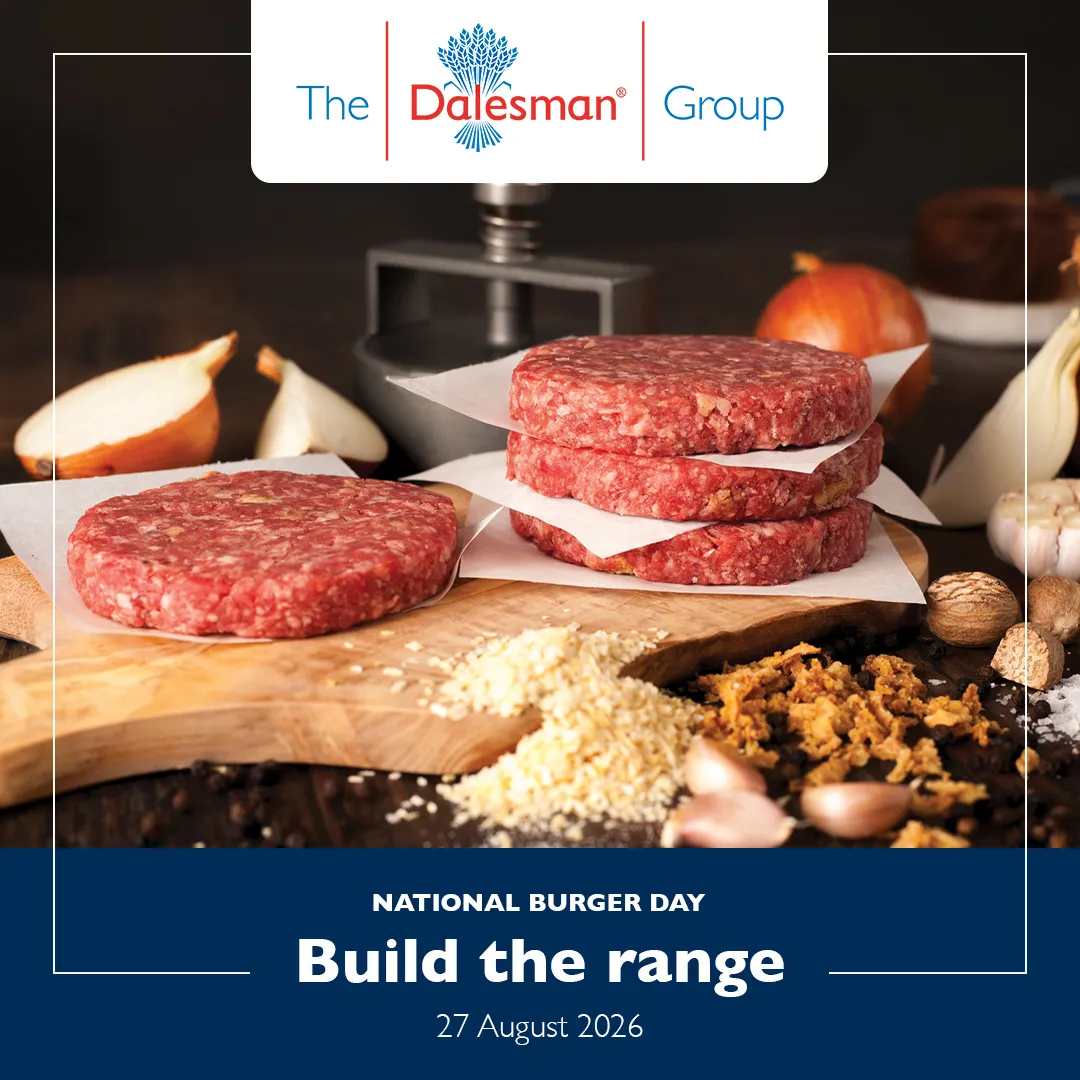 The Dalesman® Group
NATIONAL BURGER DAY
Build the range
27 August 2026